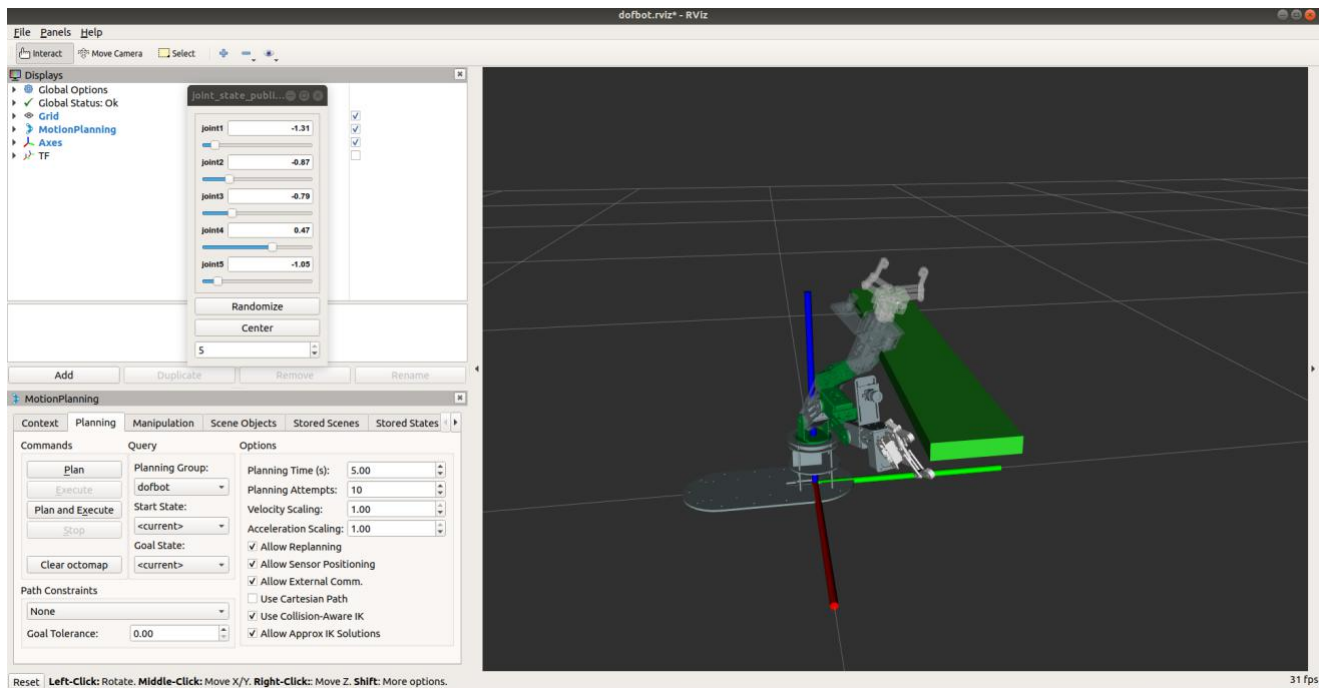 dofbot.rviz* - RViz
File Panels Help
Interact Move Camera Select
Displays
Global Options
Global Status: Ok
Grid
MotionPlanning
Axes
TF
joint_state_publi...
joint1 -1.31
joint2 -0.87
joint3 -0.79
joint4 0.47
joint5 -1.05
Randomize
Center
5
Add Duplicate Remove Rename
MotionPlanning
Context Planning Manipulation Scene Objects Stored Scenes Stored States
Commands Query Options
Plan Planning Group: Planning Time (s): 5.00
Execute dofbot Planning Attempts: 10
Plan and Execute Start State: Velocity Scaling: 1.00
Stop <current> Acceleration Scaling: 1.00
Goal State: Allow Replanning
Clear octomap <current> Allow Sensor Positioning
Allow External Comm.
Path Constraints Use Cartesian Path
None Use Collision-Aware IK
Goal Tolerance: 0.00 Allow Approx IK Solutions
Reset Left-Click: Rotate. Middle-Click: Move X/Y. Right-Click:: Move Z. Shift: More options. 31 fps